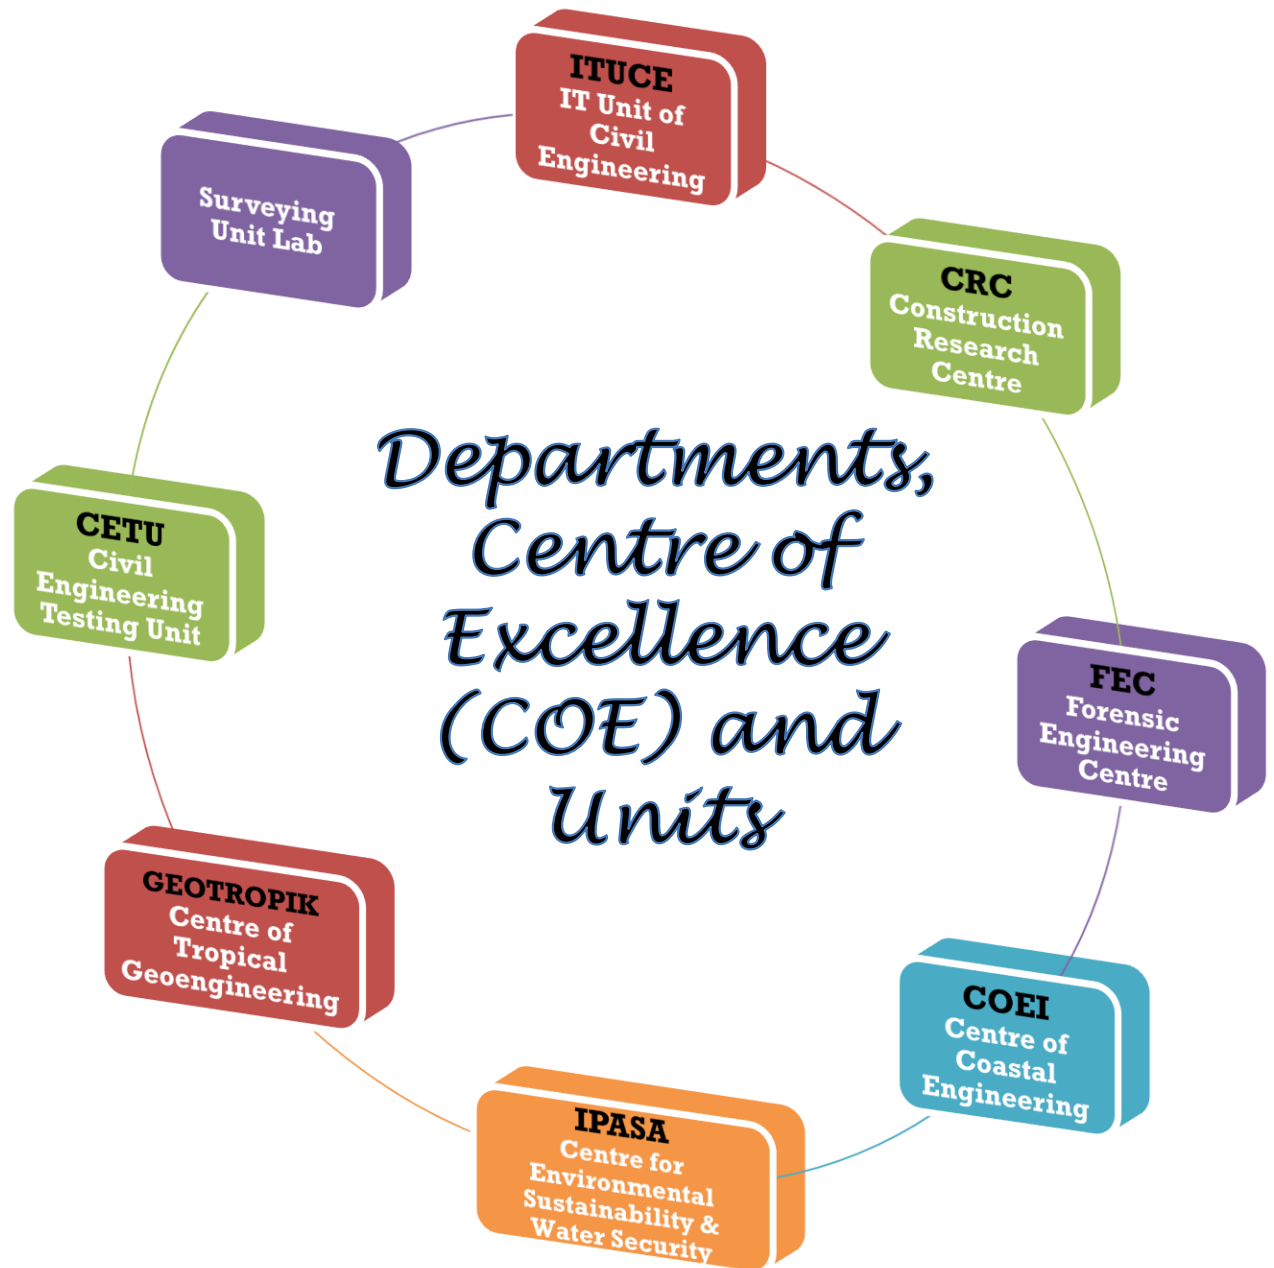 ITUCE
IT Unit of
Civil
Engineering
CRC
Construction
Research
Centre
FEC
Forensic
Engineering
Centre
COEI
Centre of
Coastal
Engineering
IPASA
Centre for
Environmental
Sustainability &
Water Security
GEOTROPIK
Centre of
Tropical
Geoengineering
CETU
Civil
Engineering
Testing Unit
Surveying
Unit Lab
Departments,
Centre of
Excellence
(COE) and
Units